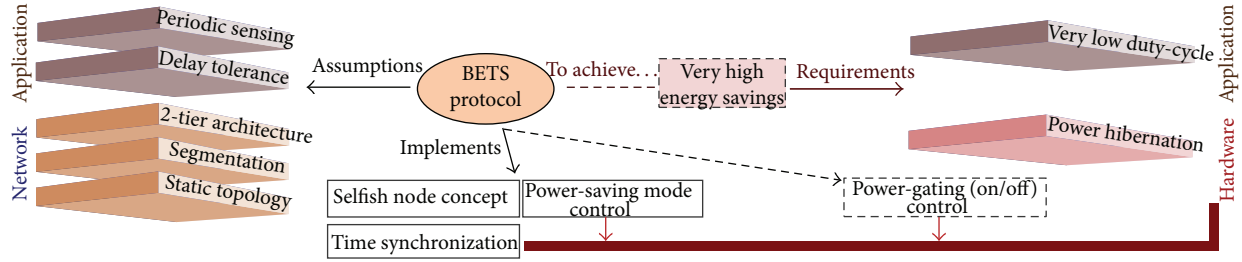 Application
Periodic sensing
Delay tolerance
Network
2-tier architecture
Segmentation
Static topology
Assumptions
BETS
protocol
To achieve. . .
Very high
energy savings
Requirements
Very low duty-cycle
Application
Power hibernation
Hardware
Implements
Selfish node concept
Power-saving mode
control
Power-gating (on/off)
control
Time synchronization